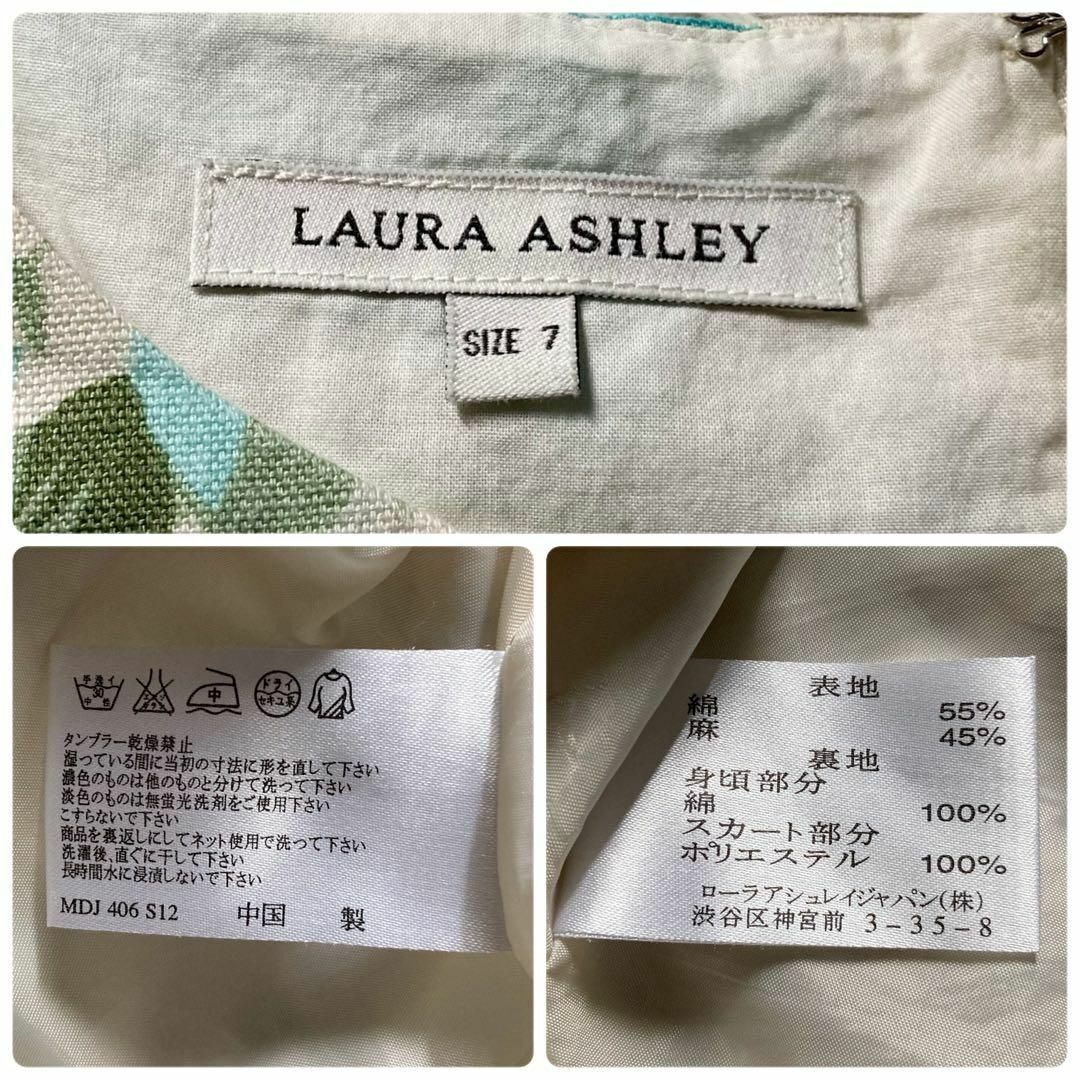 LAURA ASHLEY
SIZE 7
手洗イ
30
中性
エンソ
サラシ
中
ドライ
セキユ系
タンブラー乾燥禁止
湿っている間に当初の寸法に形を直して下さい
濃色のものは他のものと分けて洗って下さい
淡色のものは無蛍光洗剤をご使用下さい
こすらないで下さい
商品を裏返しにしてネット使用で洗って下さい
洗濯後、直ぐに干して下さい
長時間水に浸漬しないで下さい
MDJ 406 S12 中国 製
表地
綿 55%
麻 45%
裏地
身頃部分
綿 100%
スカート部分
ポリエステル 100%
ローラアシュレイジャパン(株)
渋谷区神宮前 3-35-8